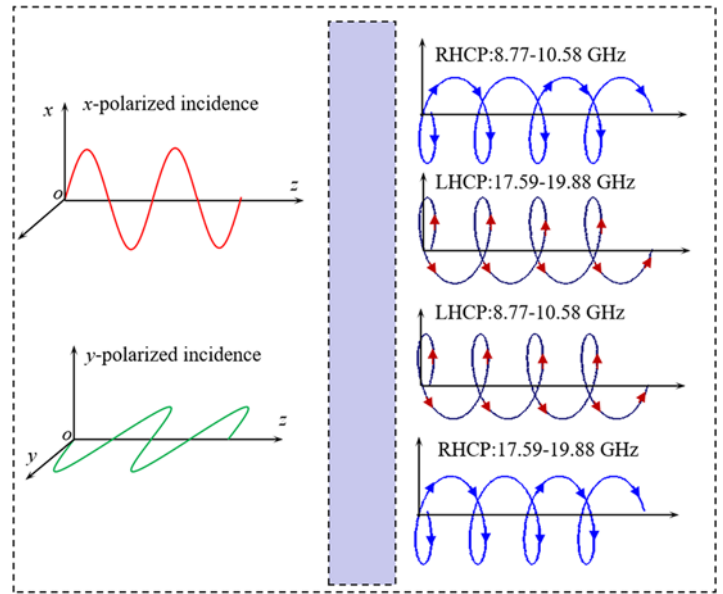 x-polarized incidence
x
o
z
y-polarized incidence
o
z
y
RHCP:8.77-10.58 GHz
LHCP:17.59-19.88 GHz
LHCP:8.77-10.58 GHz
RHCP:17.59-19.88 GHz